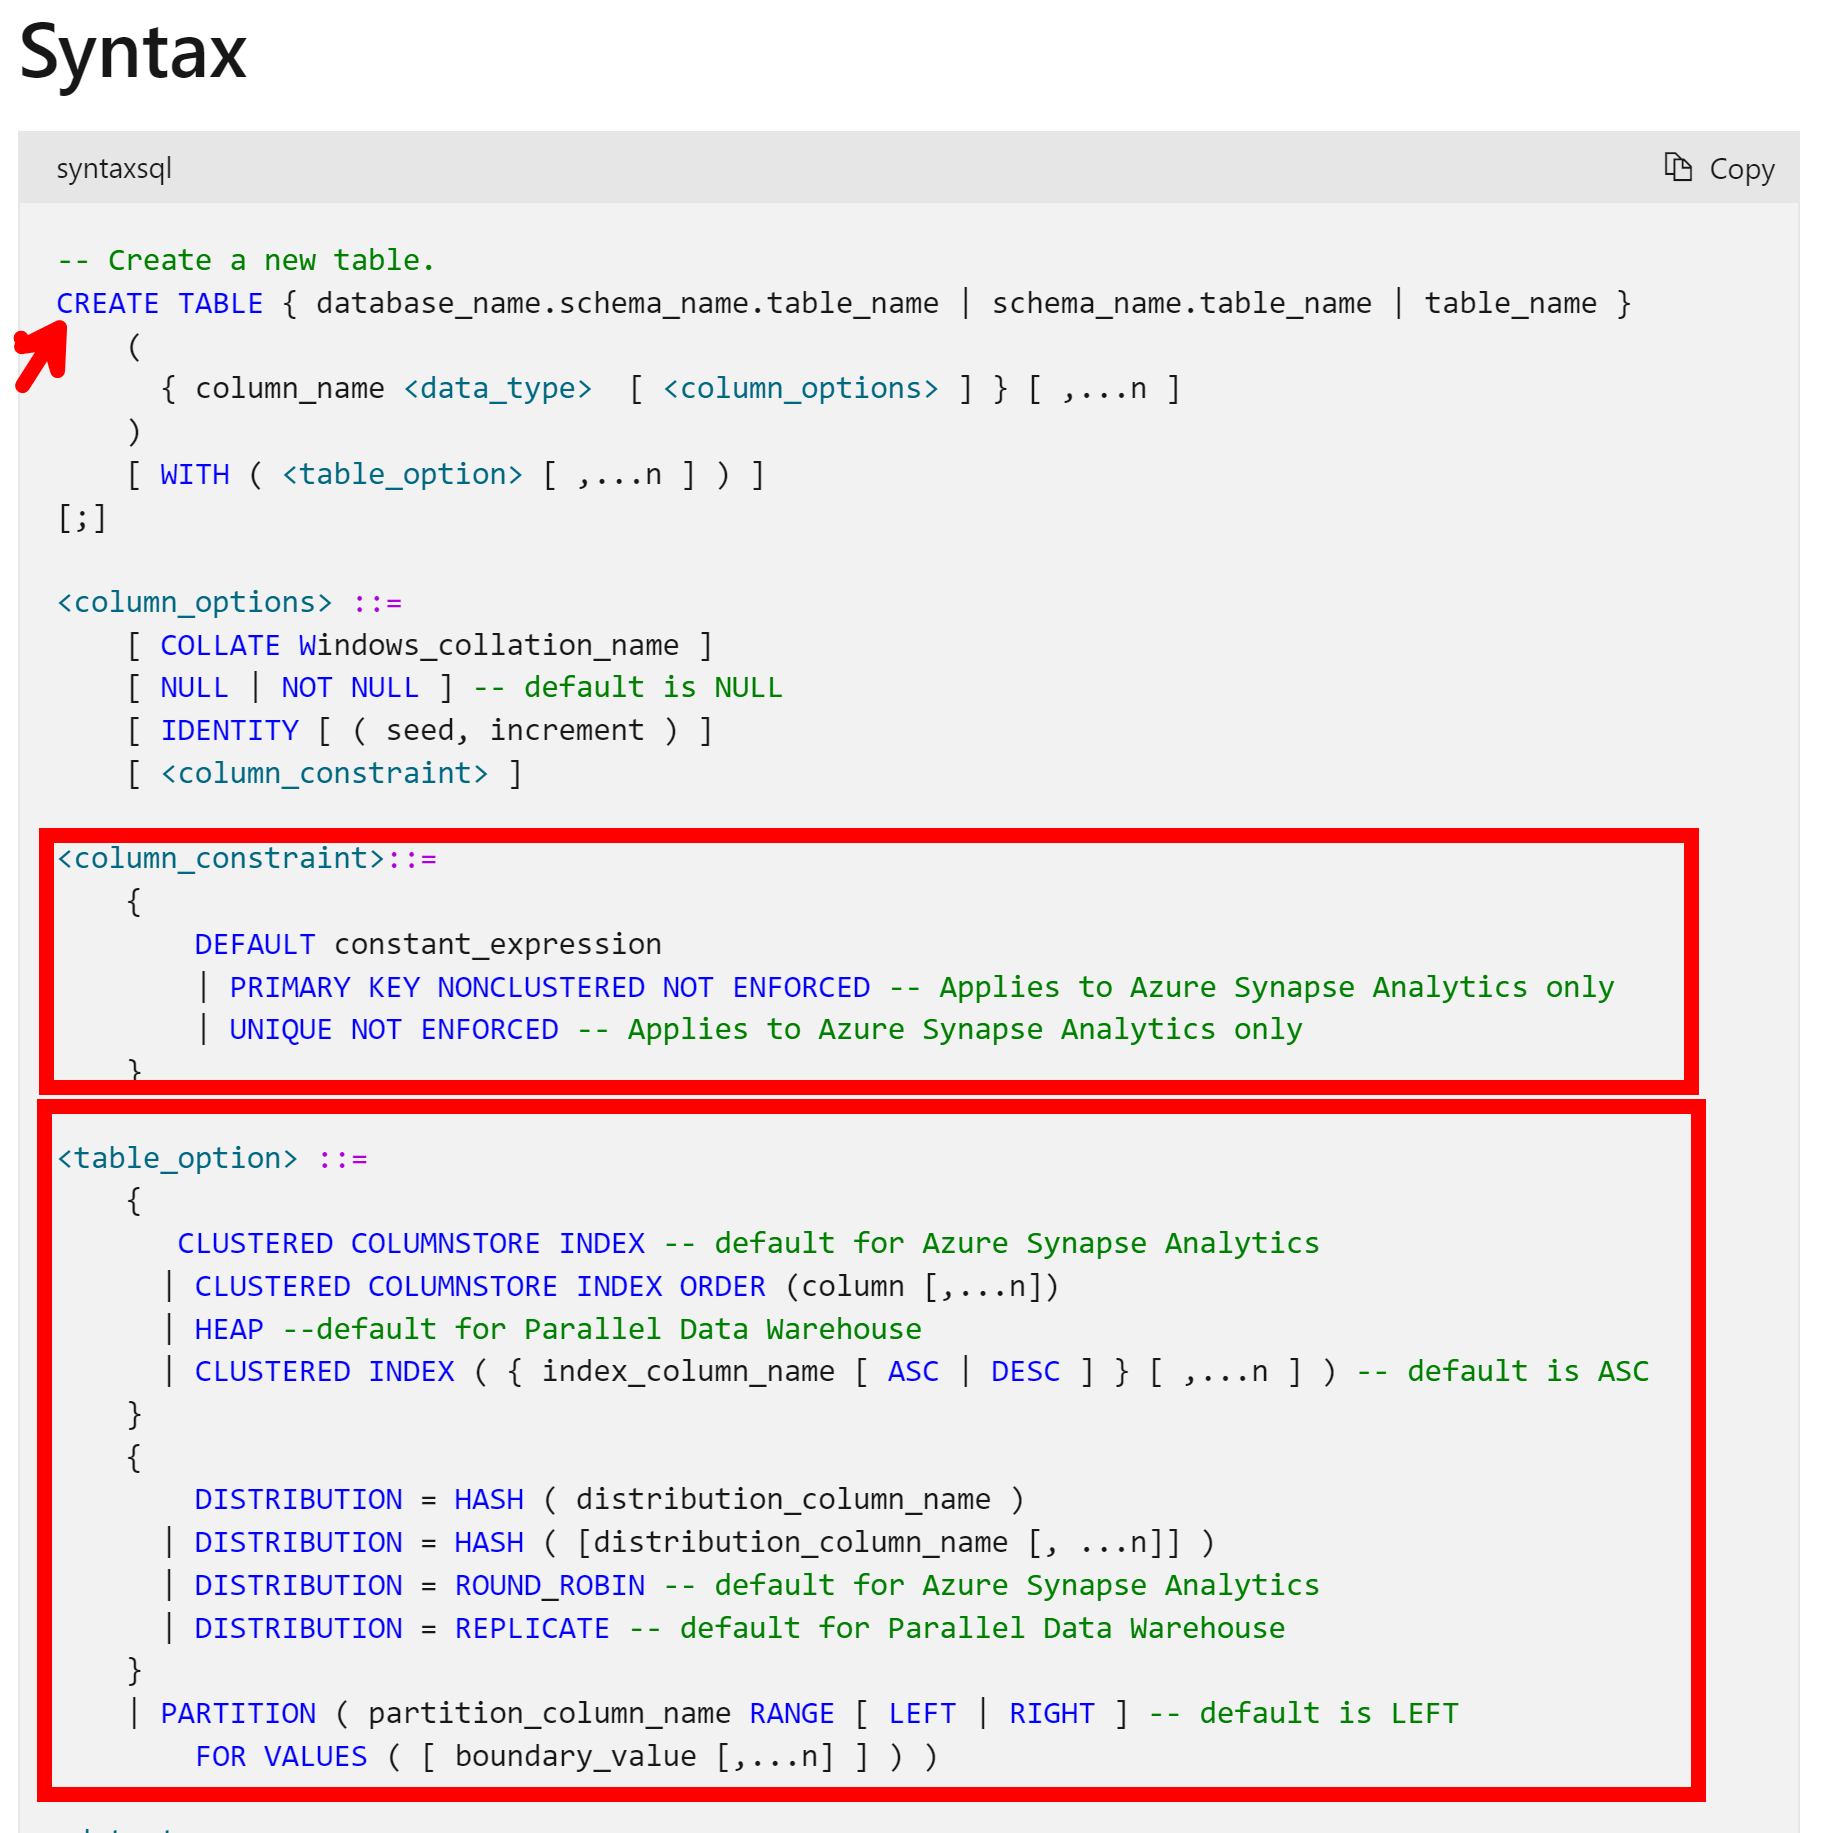 Syntax
syntaxsql
Copy
-- Create a new table.
CREATE TABLE { database_name.schema_name.table_name | schema_name.table_name | table_name }
(
{ column_name <data_type>  [ <column_options> ] } [ ,...n ]
)
[ WITH ( <table_option> [ ,...n ] ) ]
[;]
<column_options> ::=
[ COLLATE Windows_collation_name ]
[ NULL | NOT NULL ] -- default is NULL
[ IDENTITY [ ( seed, increment ) ]
[ <column_constraint> ]
<column_constraint>::=
{
DEFAULT constant_expression
| PRIMARY KEY NONCLUSTERED NOT ENFORCED -- Applies to Azure Synapse Analytics only
| UNIQUE NOT ENFORCED -- Applies to Azure Synapse Analytics only
}
<table_option> ::=
{
CLUSTERED COLUMNSTORE INDEX -- default for Azure Synapse Analytics
| CLUSTERED COLUMNSTORE INDEX ORDER (column [,...n])
| HEAP --default for Parallel Data Warehouse
| CLUSTERED INDEX ( { index_column_name [ ASC | DESC ] } [ ,...n ] ) -- default is ASC
}
{
DISTRIBUTION = HASH ( distribution_column_name )
| DISTRIBUTION = HASH ( [distribution_column_name [, ...n]] )
| DISTRIBUTION = ROUND_ROBIN -- default for Azure Synapse Analytics
| DISTRIBUTION = REPLICATE -- default for Parallel Data Warehouse
}
| PARTITION ( partition_column_name RANGE [ LEFT | RIGHT ] -- default is LEFT
FOR VALUES ( [ boundary_value [,...n] ] ) )